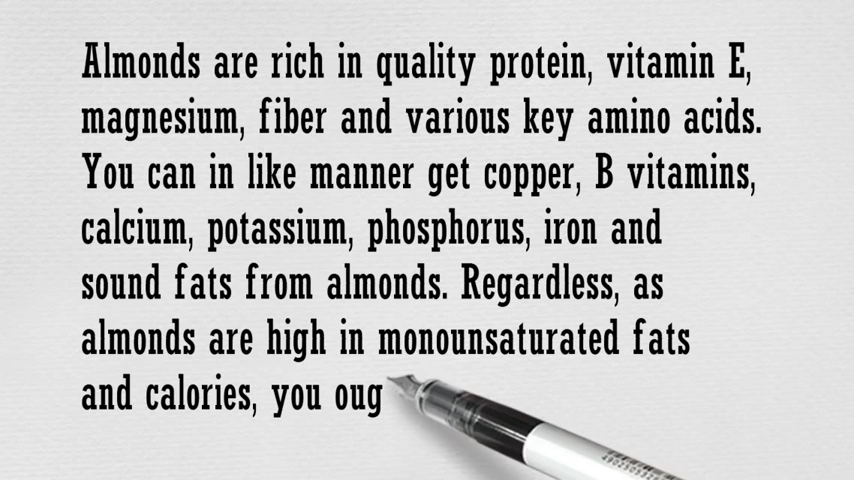 Almonds are rich in quality protein, vitamin E,
magnesium, fiber and various key amino acids.
You can in like manner get copper, B vitamins,
calcium, potassium, phosphorus, iron and
sound fats from almonds. Regardless, as
almonds are high in monounsaturated fats
and calories, you oug